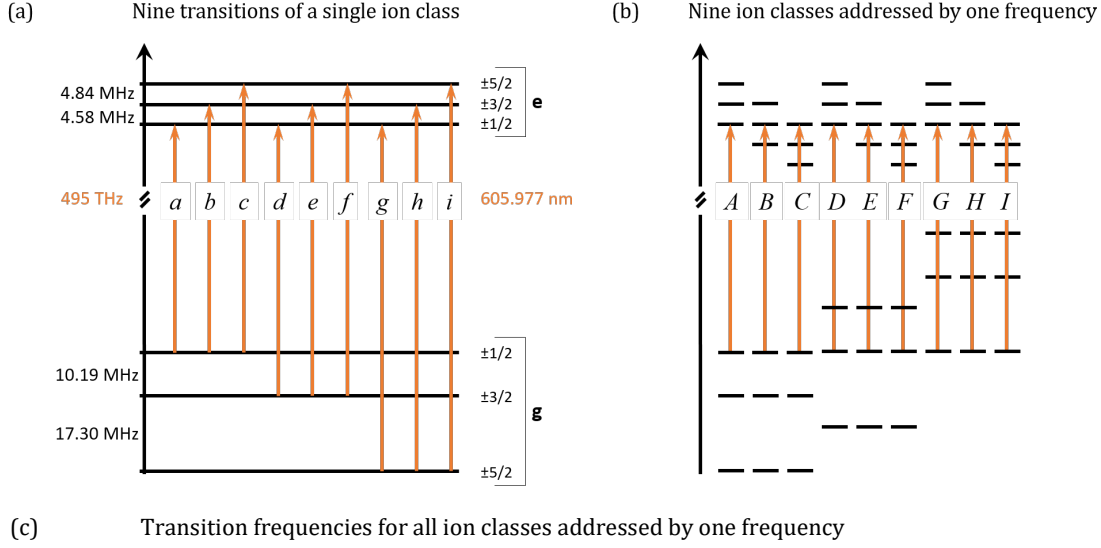 (a) Nine transitions of a single ion class
(b) Nine ion classes addressed by one frequency
4.84 MHz
4.58 MHz
±5/2
±3/2
±1/2
e
495 THz
a b c d e f g h i
605.977 nm
A B C D E F G H I
10.19 MHz
17.30 MHz
±1/2
±3/2
±5/2
g
(c) Transition frequencies for all ion classes addressed by one frequency